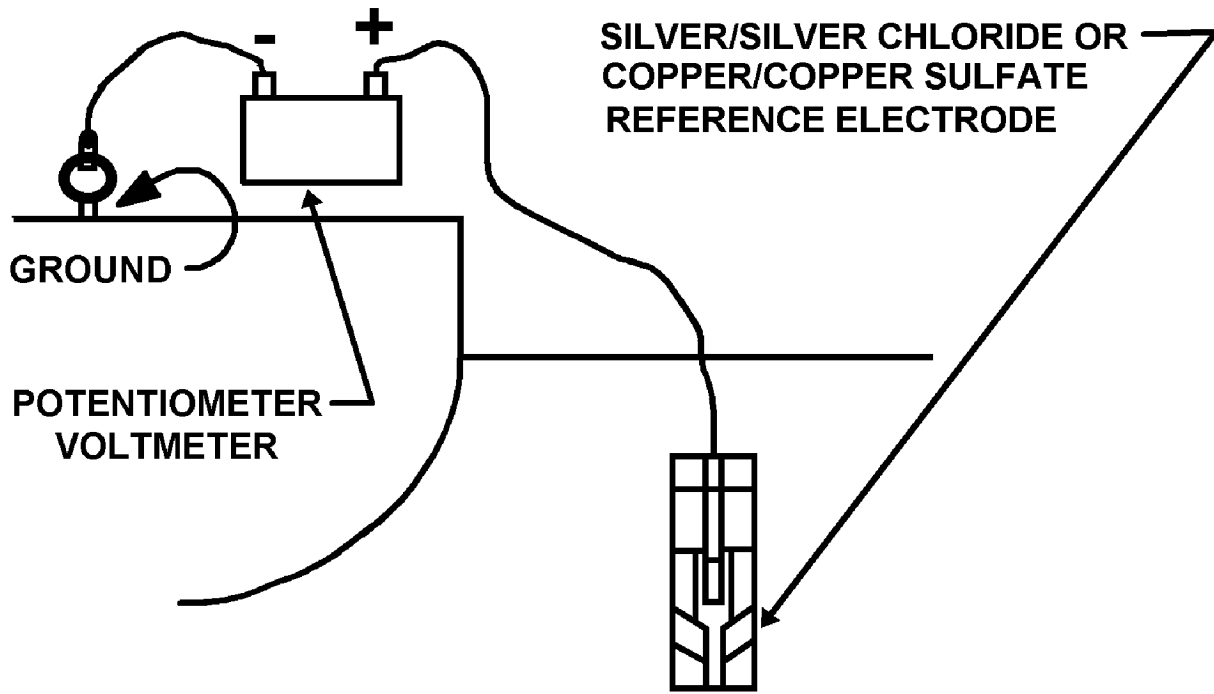 - +
SILVER/SILVER CHLORIDE OR
COPPER/COPPER SULFATE
REFERENCE ELECTRODE
GROUND
POTENTIOMETER
VOLTMETER